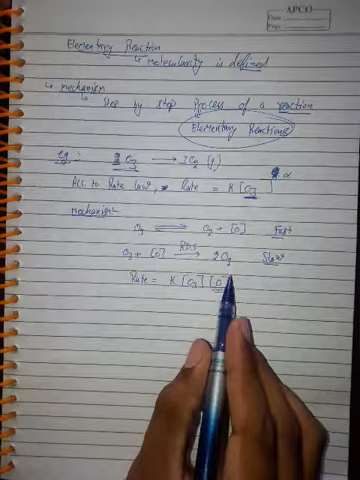 APCO
Date:
Page:
Elementary Reaction
↳ molecularity is defined
↳ mechanism
↳ Step by step Process of a reaction
Elementary Reactions
eg:- 2O3 → 3O2 (g)
Acc. to Rate law, Rate = K [O3]^α
mechanism:-
O3 ⇌ O2 + [O] Fast
O3 + [O] R.D.S → 2O2 Slow
Rate = K [O3] [O]